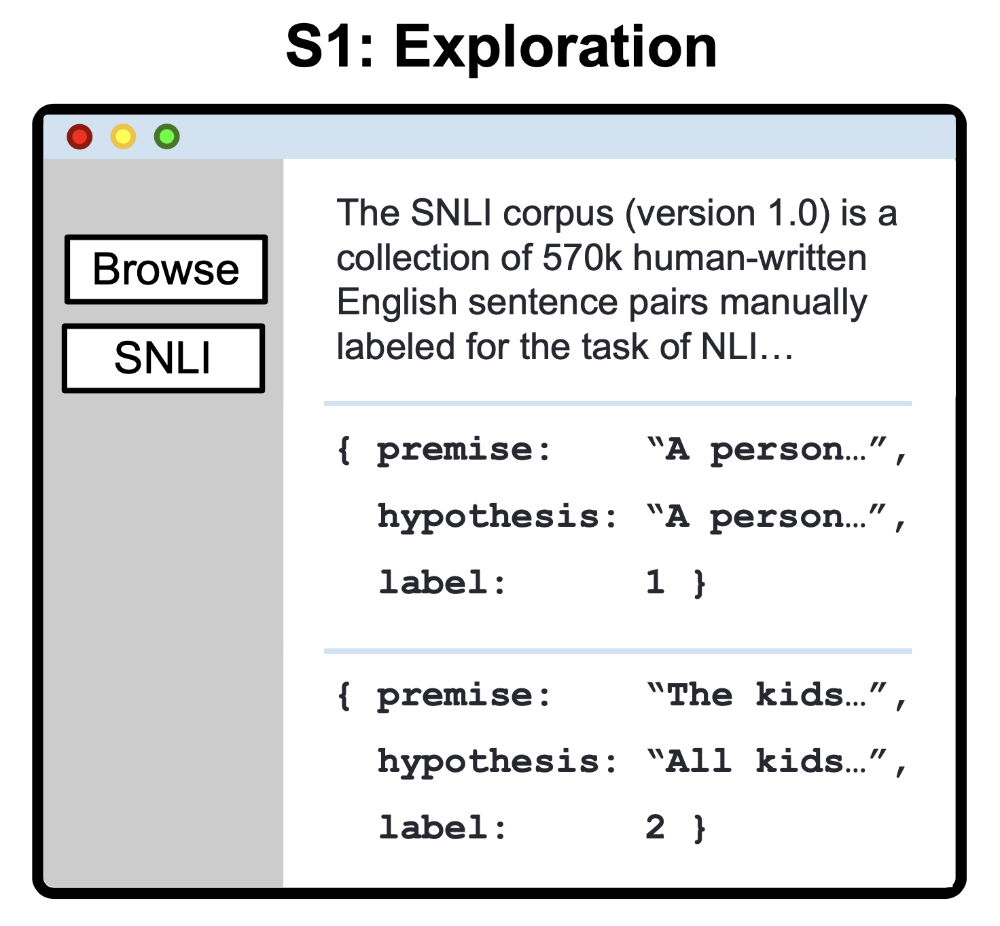 S1: Exploration
Browse
SNLI
The SNLI corpus (version 1.0) is a
collection of 570k human-written
English sentence pairs manually
labeled for the task of NLI…
{ premise: “A person…”,
hypothesis: “A person…”,
label: 1 }
{ premise: “The kids…”,
hypothesis: “All kids…”,
label: 2 }